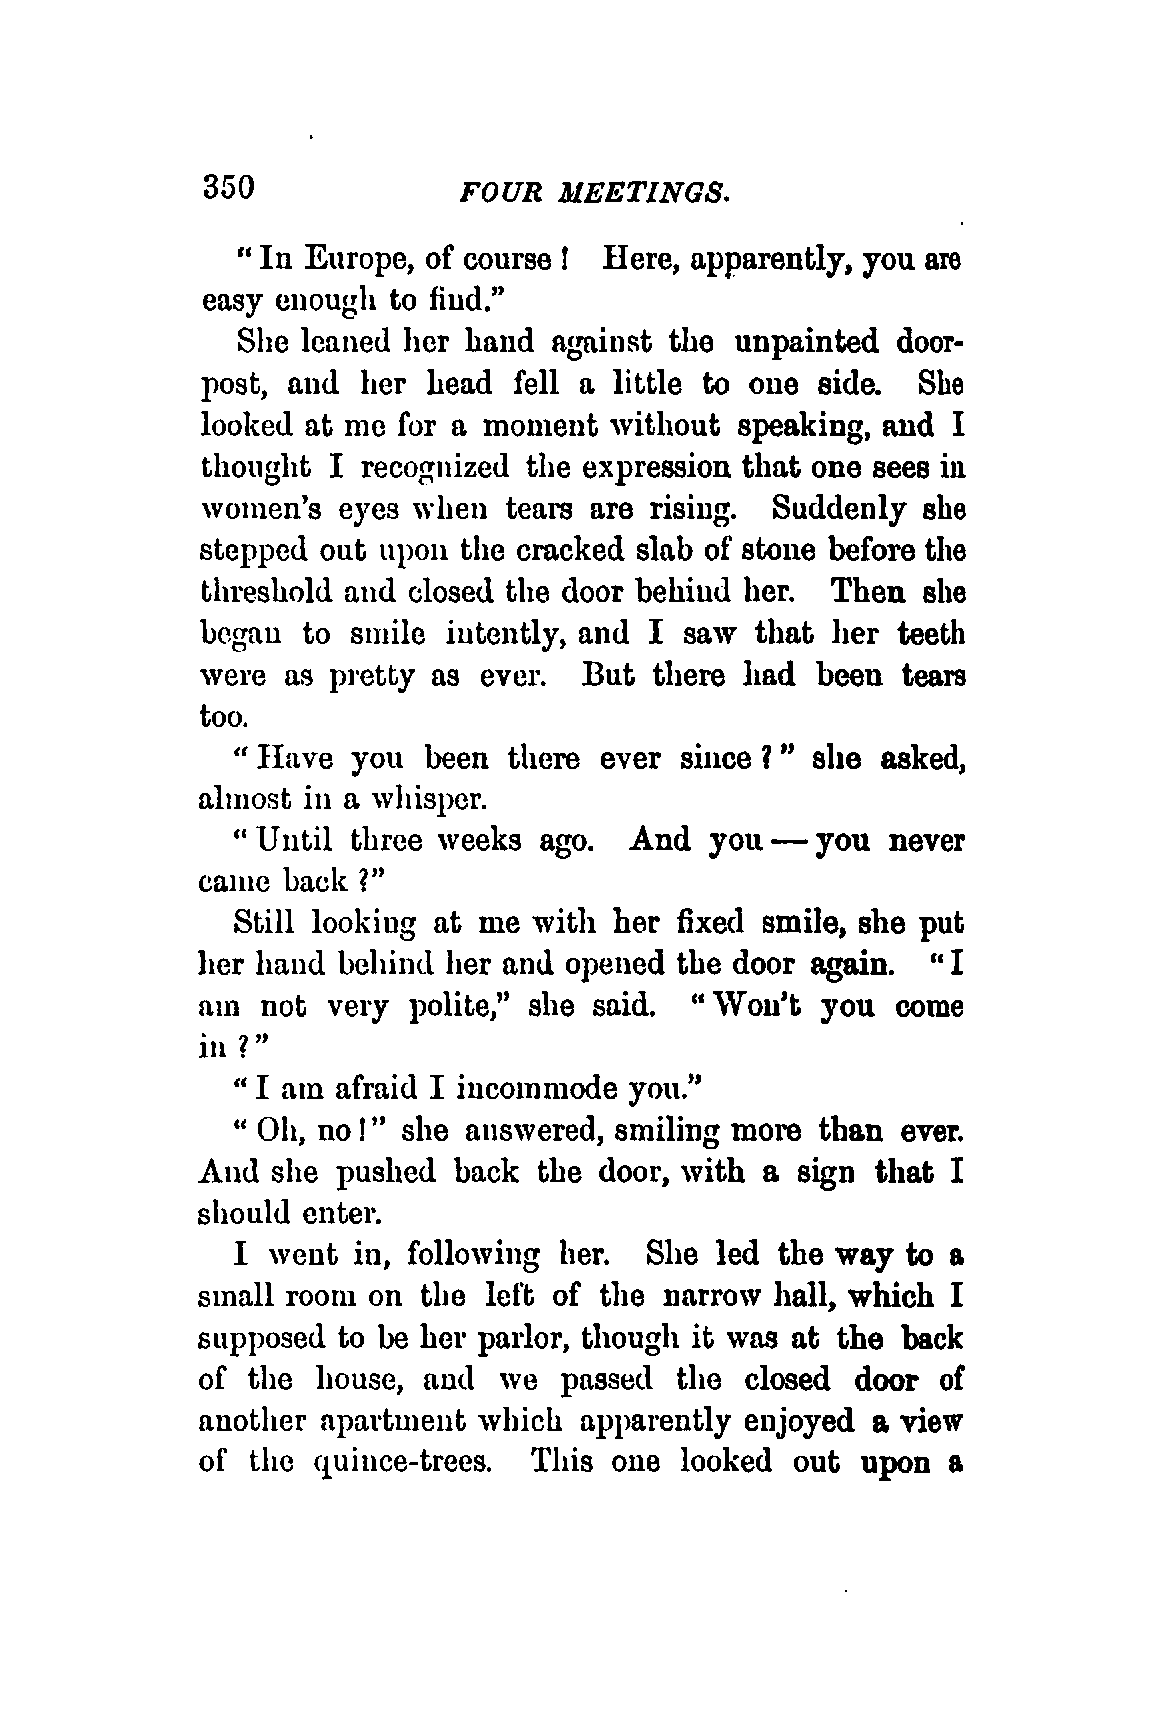 350 FOUR MEETINGS.
“ In Europe, of course ! Here, apparently, you are
easy enough to find.”
She leaned her hand against the unpainted door-
post, and her head fell a little to one side. She
looked at me for a moment without speaking, and I
thought I recognized the expression that one sees in
women’s eyes when tears are rising. Suddenly she
stepped out upon the cracked slab of stone before the
threshold and closed the door behind her. Then she
began to smile intently, and I saw that her teeth
were as pretty as ever. But there had been tears
too.
“ Have you been there ever since ? ” she asked,
almost in a whisper.
“ Until three weeks ago. And you — you never
came back ?”
Still looking at me with her fixed smile, she put
her hand behind her and opened the door again. “ I
am not very polite,” she said. “ Won’t you come
in ? ”
“ I am afraid I incommode you.”
“ Oh, no ! ” she answered, smiling more than ever.
And she pushed back the door, with a sign that I
should enter.
I went in, following her. She led the way to a
small room on the left of the narrow hall, which I
supposed to be her parlor, though it was at the back
of the house, and we passed the closed door of
another apartment which apparently enjoyed a view
of the quince-trees. This one looked out upon a